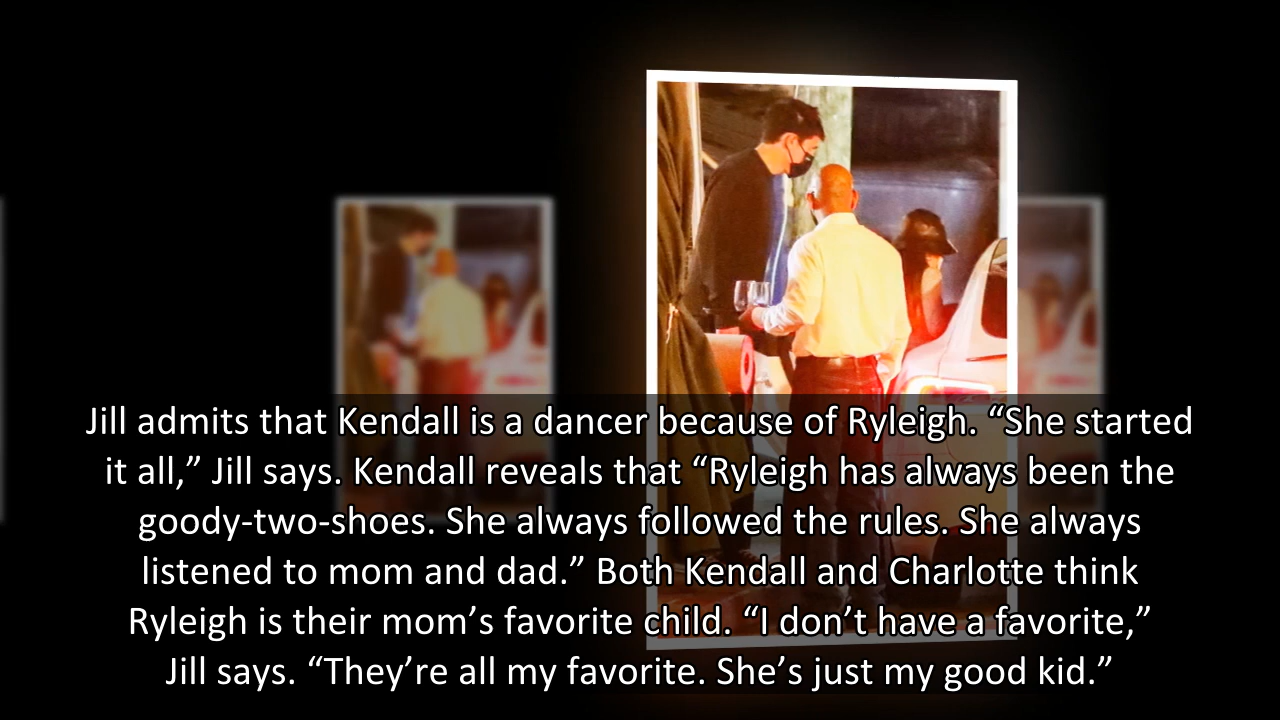 Jill admits that Kendall is a dancer because of Ryleigh. “She started
it all,” Jill says. Kendall reveals that “Ryleigh has always been the
goody-two-shoes. She always followed the rules. She always
listened to mom and dad.” Both Kendall and Charlotte think
Ryleigh is their mom’s favorite child. “I don’t have a favorite,”
Jill says. “They’re all my favorite. She’s just my good kid.”